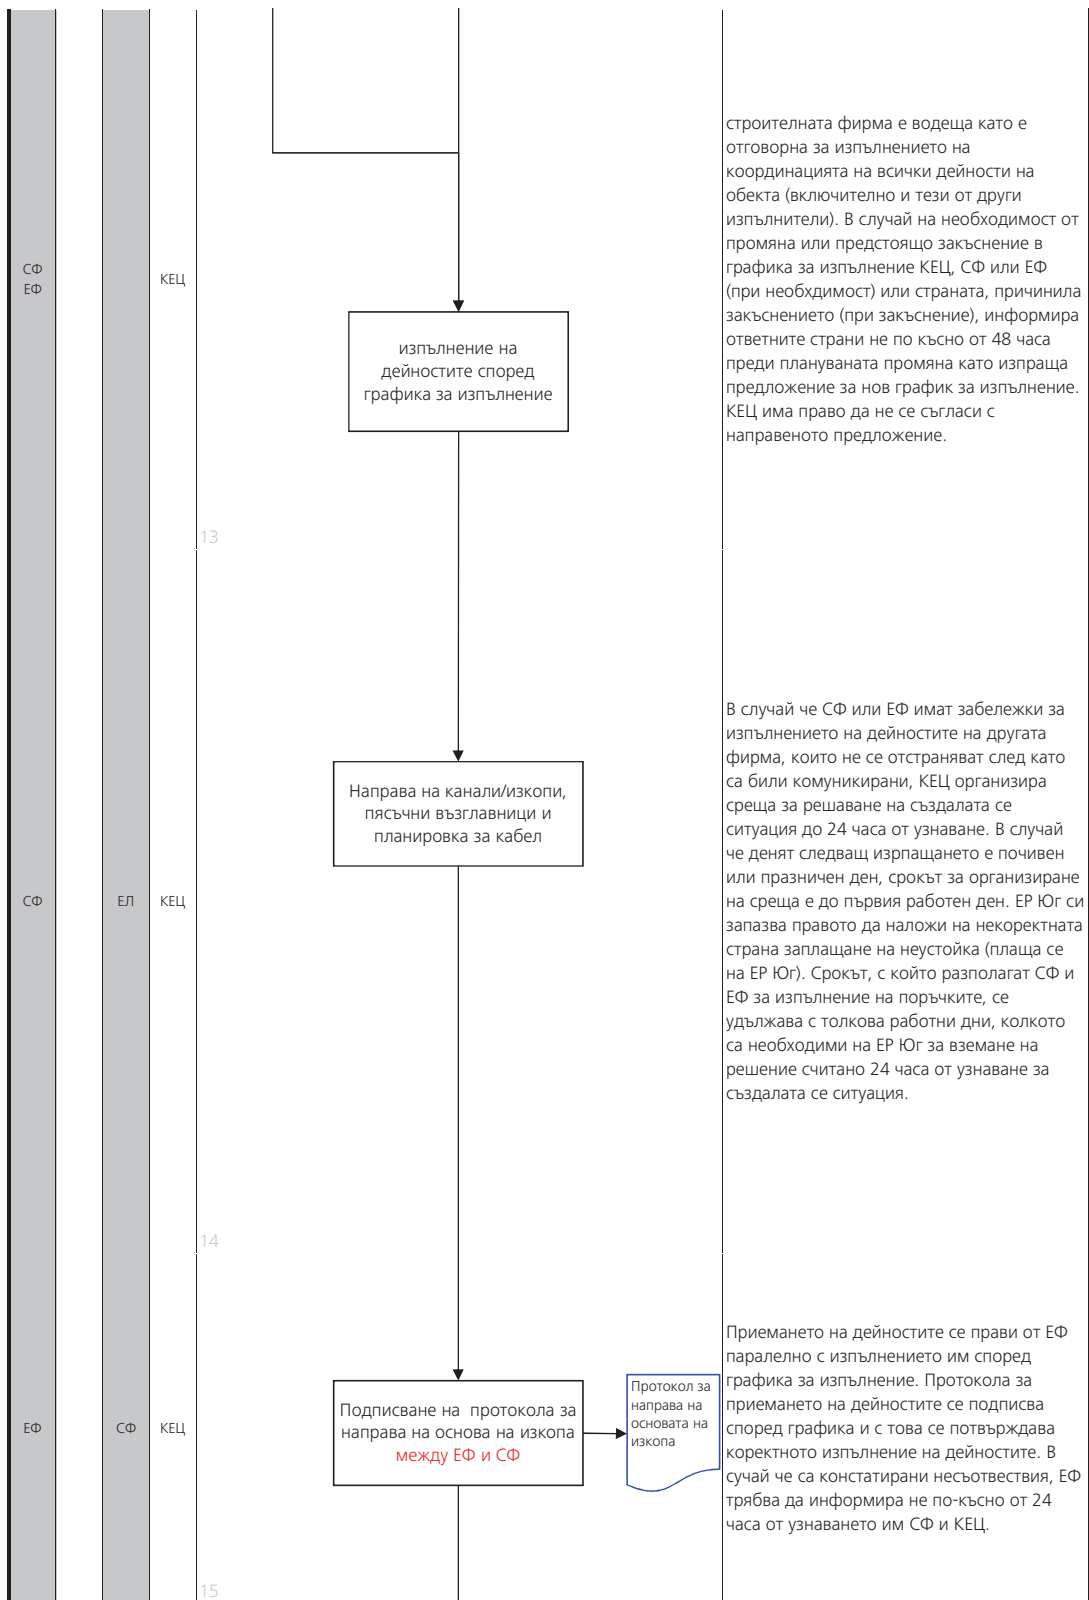 СФ
ЕФ
КЕЦ
изпълнение на
дейностите според
графика за изпълнение
строителната фирма е водеща като е
отговорна за изпълнението на
координацията на всички дейности на
обекта (включително и тези от други
изпълнители). В случай на необходимост от
промяна или предстоящо закъснение в
графика за изпълнение КЕЦ, СФ или ЕФ
(при необхдимост) или страната, причинила
закъснението (при закъснение), информира
ответните страни не по късно от 48 часа
преди плануваната промяна като изпраща
предложение за нов график за изпълнение.
КЕЦ има право да не се съгласи с
направеното предложение.
13
СФ
ЕЛ
КЕЦ
Направа на канали/изкопи,
пясъчни възглавници и
планировка за кабел
В случай че СФ или ЕФ имат забележки за
изпълнението на дейностите на другата
фирма, които не се отстраняват след като
са били комуникирани, КЕЦ организира
среща за решаване на създалата се
ситуация до 24 часа от узнаване. В случай
че денят следващ изрпащането е почивен
или празничен ден, срокът за организиране
на среща е до първия работен ден. ЕР Юг си
запазва правото да наложи на некоректната
страна заплащане на неустойка (плаща се
на ЕР Юг). Срокът, с който разполагат СФ и
ЕФ за изпълнение на поръчките, се
удължава с толкова работни дни, колкото
са необходими на ЕР Юг за вземане на
решение считано 24 часа от узнаване за
създалата се ситуация.
14
ЕФ
СФ
КЕЦ
Подписване на протокола за
направа на основа на изкопа
между ЕФ и СФ
Протокол за
направа на
основата на
изкопа
Приемането на дейностите се прави от ЕФ
паралелно с изпълнението им според
графика за изпълнение. Протокола за
приемането на дейностите се подписва
според графика и с това се потвърждава
коректното изпълнение на дейностите. В
сучай че са констатирани несъотвествия, ЕФ
трябва да информира не по-късно от 24
часа от узнаването им СФ и КЕЦ.
15